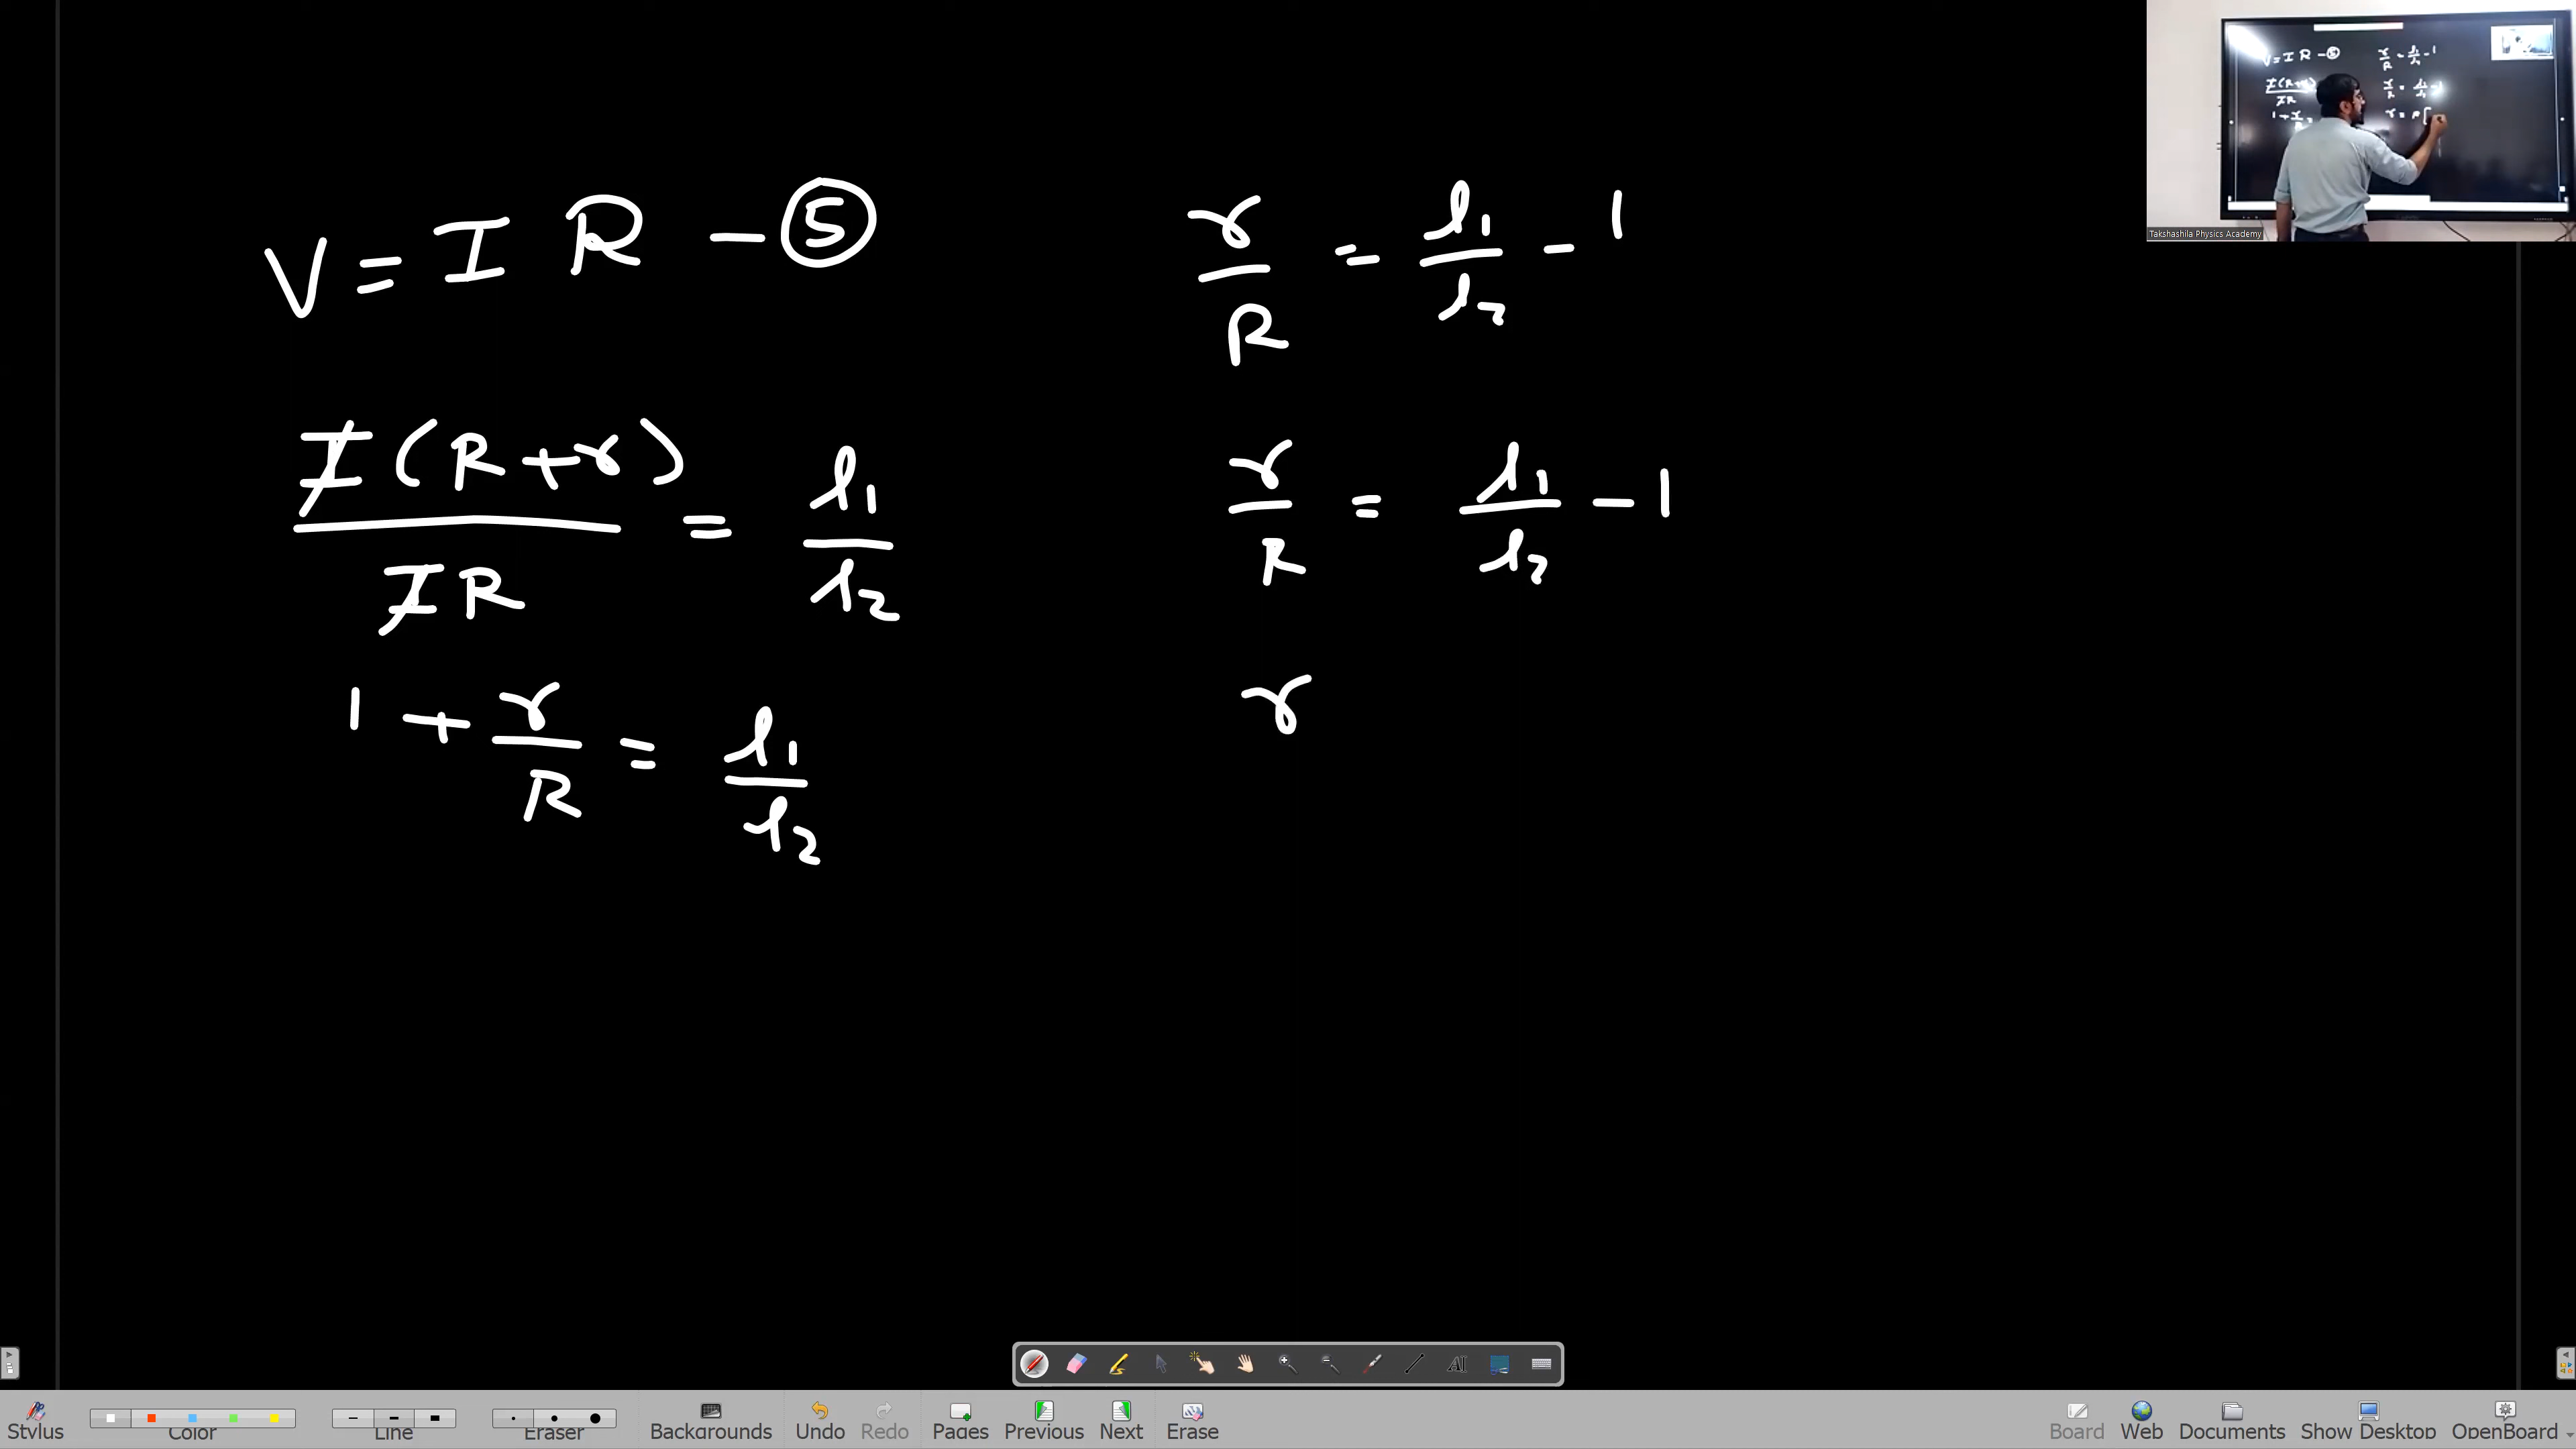 V = I R - ⑤
I(R+r)/IR = l₁/l₂
1 + r/R = l₁/l₂
r/R = l₁/l₂ - 1
r/R = l₁/l₂ - 1
r
Takshashila Physics Academy
Stylus Color Line Eraser Backgrounds Undo Redo Pages Previous Next Erase Board Web Documents Show Desktop OpenBoard